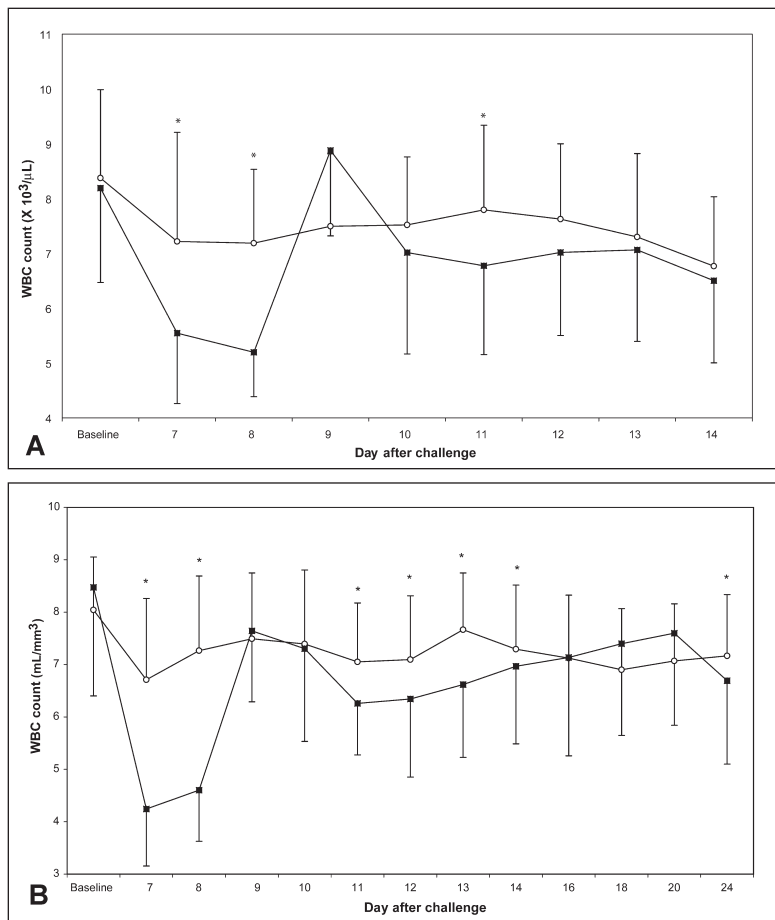 11
10
9
8
7
6
5
4
WBC count (X 10³/µL)
* * *
Baseline 7 8 9 10 11 12 13 14
Day after challenge
A
10
9
8
7
6
5
4
3
WBC count (mL/mm³)
* * * * * * *
Baseline 7 8 9 10 11 12 13 14 16 18 20 24
Day after challenge
B